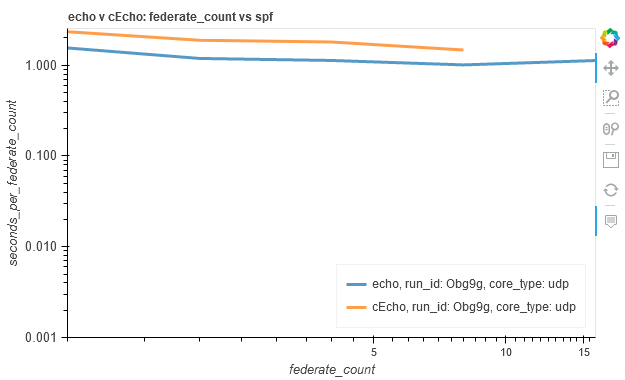 echo v cEcho: federate_count vs spf
1.000
0.100
0.010
0.001
seconds_per_federate_count
echo, run_id: Obg9g, core_type: udp
cEcho, run_id: Obg9g, core_type: udp
5
10
15
federate_count